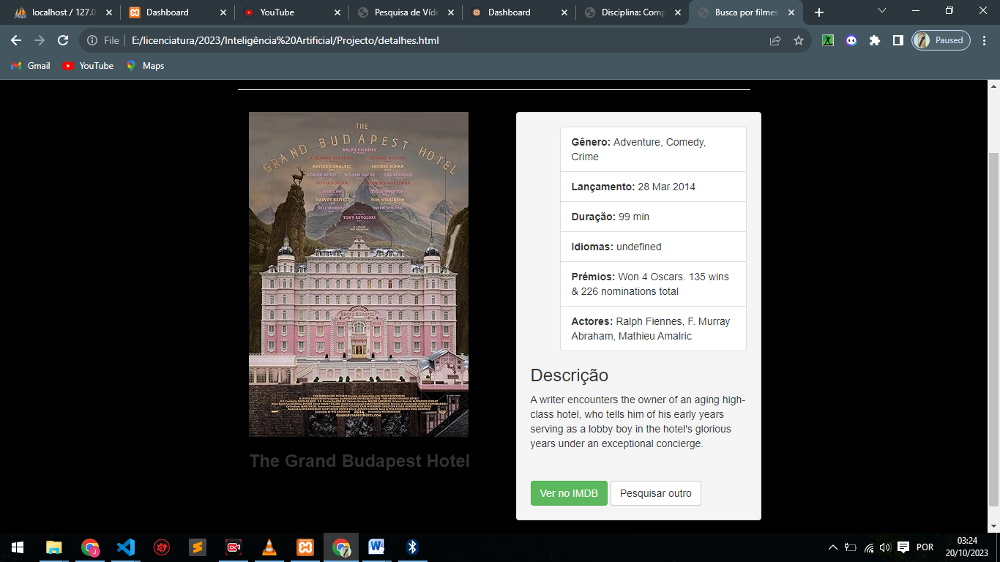 localhost / 127.0
Dashboard
YouTube
Pesquisa de Víde
Dashboard
Disciplina: Comp
Busca por filmes
File
E:/licenciatura/2023/Inteligência%20Artificial/Projecto/detalhes.html
Paused
Gmail
YouTube
Maps
THE
GRAND BUDAPEST HOTEL
RALPH FIENNES
F. MURRAY ABRAHAM
EDWARD NORTON
MATHIEU AMALRIC
SAOIRSE RONAN
ADRIEN BRODY
WILLEM DAFOE
LÉA SEYDOUX
JEFF GOLDBLUM
JASON SCHWARTZMAN
JUDE LAW
TILDA SWINTON
HARVEY KEITEL
TOM WILKINSON
BILL MURRAY
OWEN WILSON
TONY REVOLORI
GRAND BUDAPEST
2014
GRANDBUDAPESTHOTEL.COM
The Grand Budapest Hotel
Gênero: Adventure, Comedy,
Crime
Lançamento: 28 Mar 2014
Duração: 99 min
Idiomas: undefined
Prémios: Won 4 Oscars. 135 wins
& 226 nominations total
Actores: Ralph Fiennes, F. Murray
Abraham, Mathieu Amalric
Descrição
A writer encounters the owner of an aging high-
class hotel, who tells him of his early years
serving as a lobby boy in the hotel's glorious
years under an exceptional concierge.
Ver no IMDB
Pesquisar outro
POR
03:24
20/10/2023